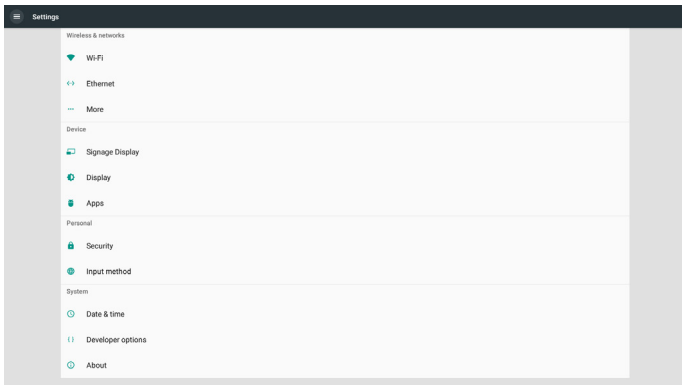 Settings
Wireless & networks
Wi-Fi
Ethernet
More
Device
Signage Display
Display
Apps
Personal
Security
Input method
System
Date & time
Developer options
About